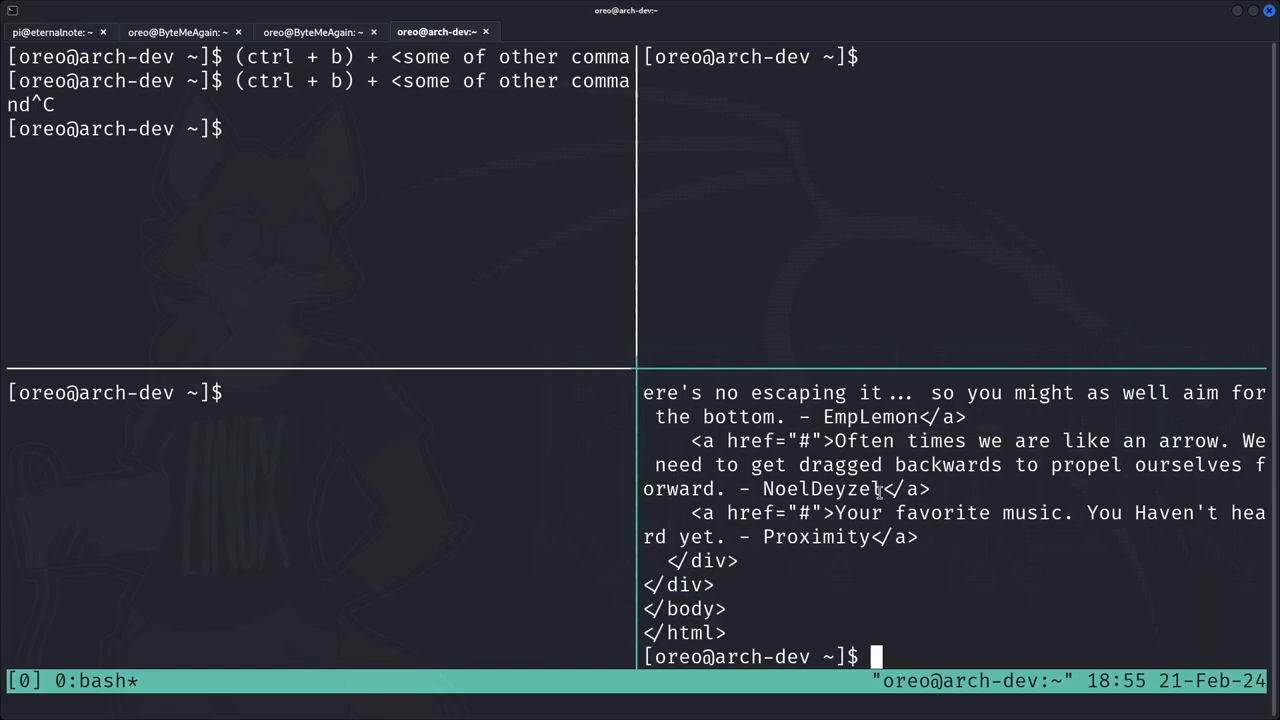 oreo@arch-dev:~
pi@eternalnote: ~ ×
oreo@ByteMeAgain: ~ ×
oreo@ByteMeAgain: ~ ×
oreo@arch-dev:~ ×
[oreo@arch-dev ~]$ (ctrl + b) + <some of other comma
[oreo@arch-dev ~]$ (ctrl + b) + <some of other comma
nd^C
[oreo@arch-dev ~]$
[oreo@arch-dev ~]$
[oreo@arch-dev ~]$
ere's no escaping it... so you might as well aim for
the bottom. - EmpLemon</a>
<a href="#">Often times we are like an arrow. We
need to get dragged backwards to propel ourselves f
orward. - NoelDeyzel</a>
<a href="#">Your favorite music. You Haven't hea
rd yet. - Proximity</a>
</div>
</div>
</body>
</html>
[oreo@arch-dev ~]$
[0] 0:bash*
"oreo@arch-dev:~" 18:55 21-Feb-24